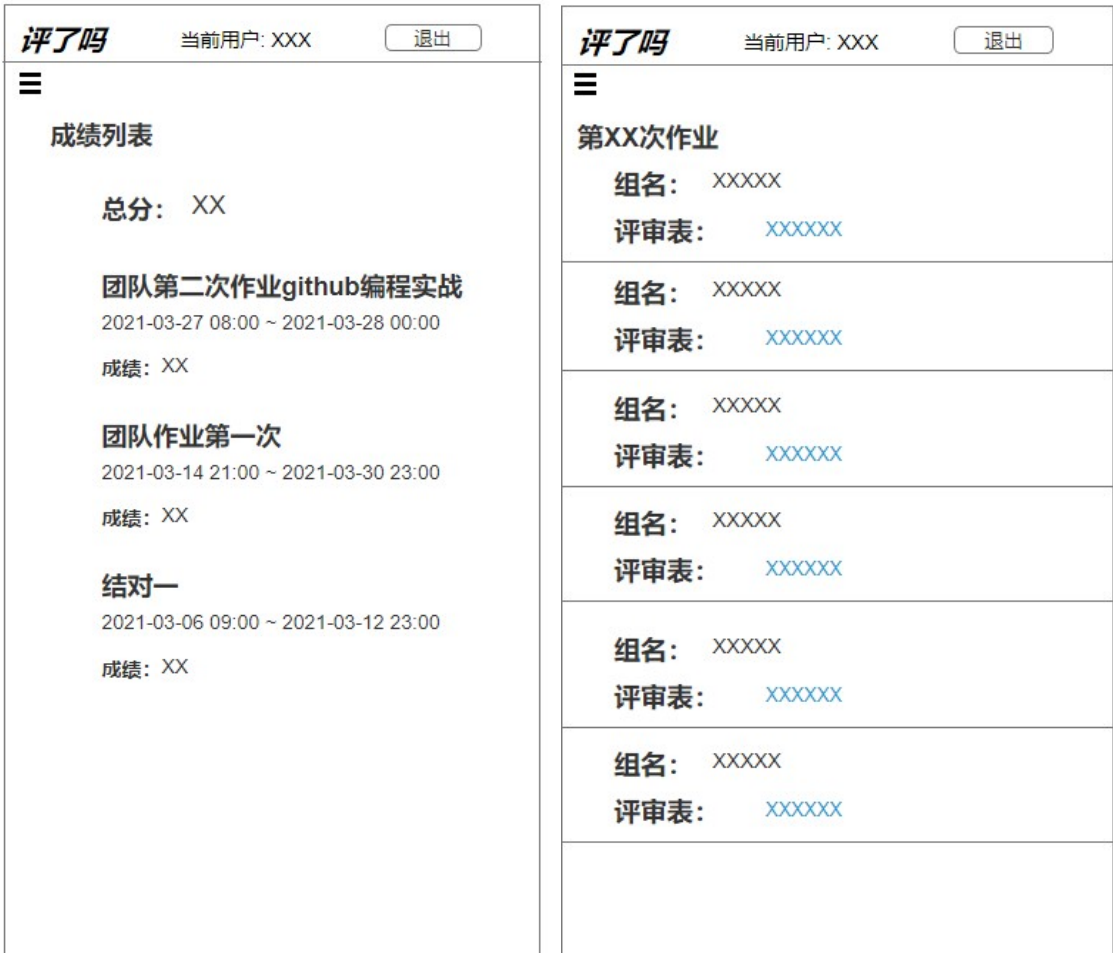 评了吗 当前用户: XXX 退出
成绩列表
总分： XX
团队第二次作业github编程实战
2021-03-27 08:00 ~ 2021-03-28 00:00
成绩： XX
团队作业第一次
2021-03-14 21:00 ~ 2021-03-30 23:00
成绩： XX
结对一
2021-03-06 09:00 ~ 2021-03-12 23:00
成绩： XX
评了吗 当前用户: XXX 退出
第XX次作业
组名： XXXXX
评审表： XXXXXX
组名： XXXXX
评审表： XXXXXX
组名： XXXXX
评审表： XXXXXX
组名： XXXXX
评审表： XXXXXX
组名： XXXXX
评审表： XXXXXX
组名： XXXXX
评审表： XXXXXX